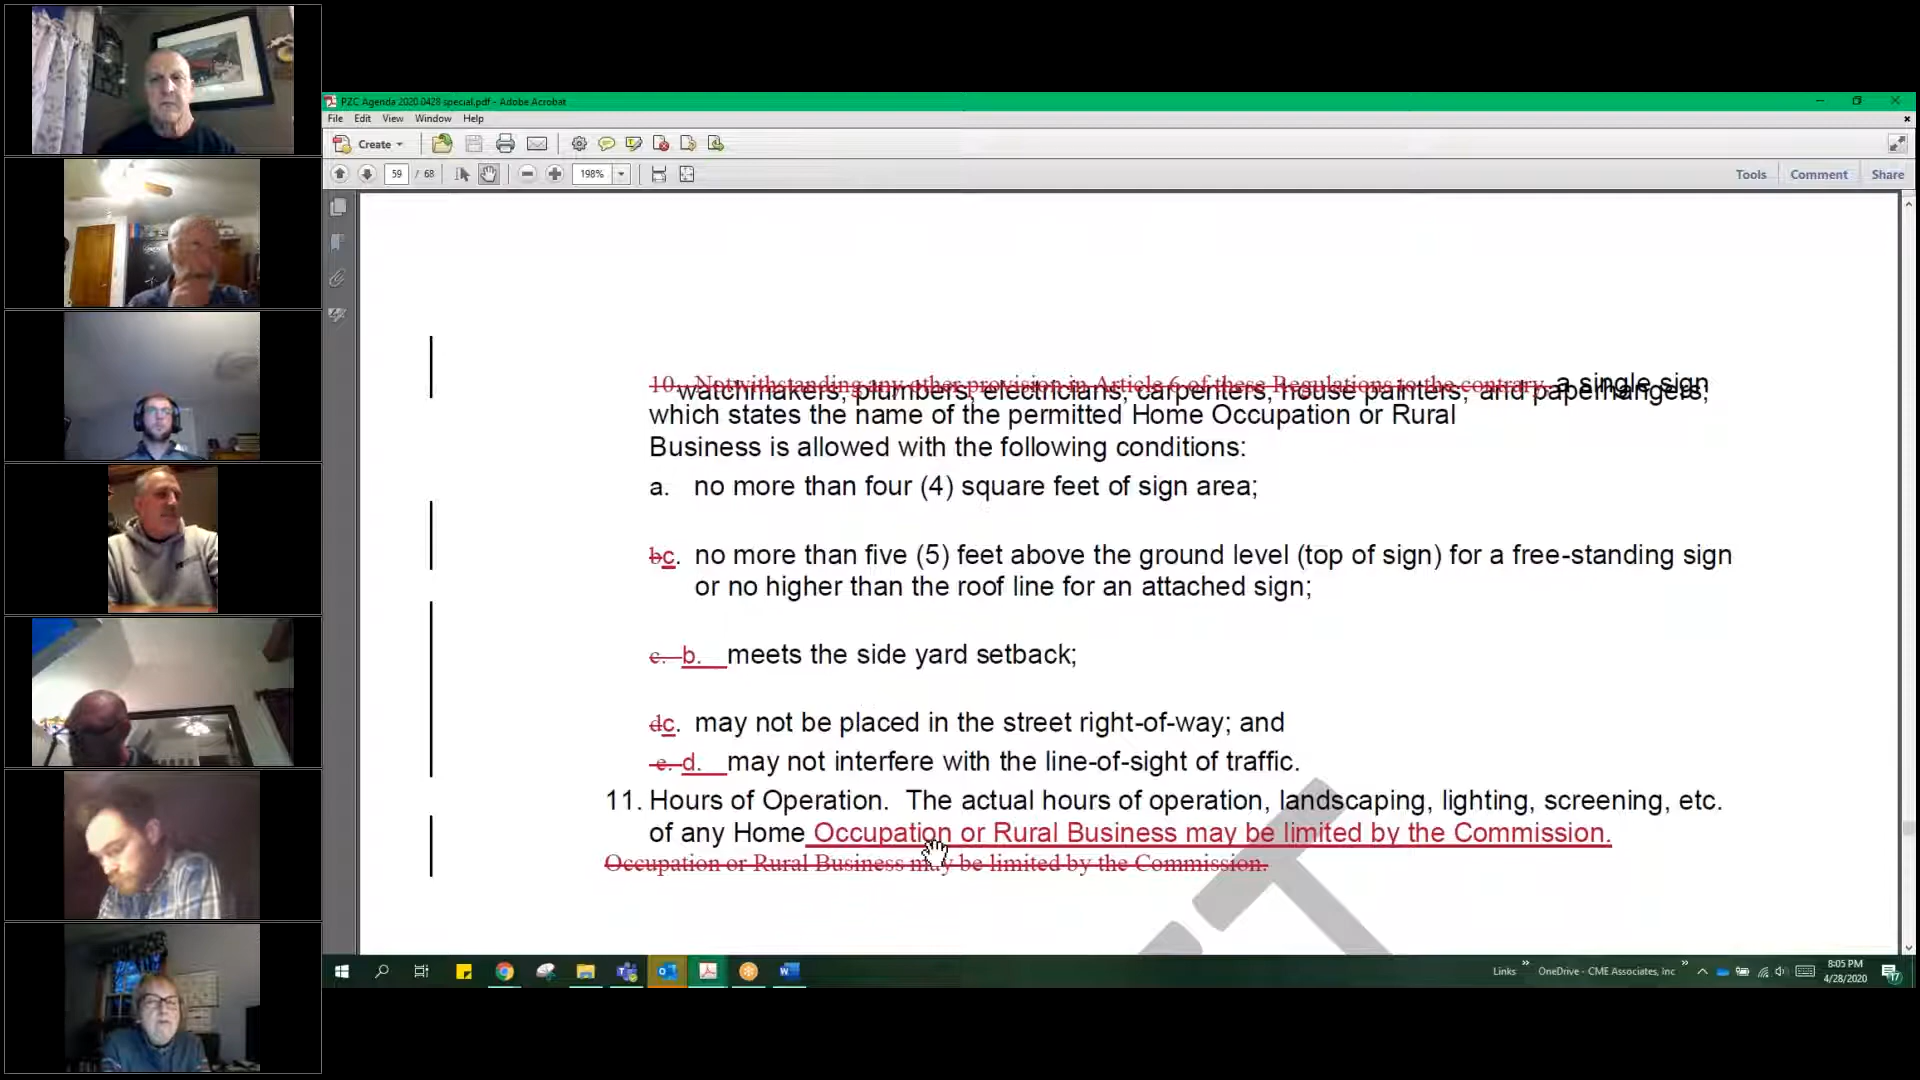 PZC Agenda 2020 0428 special.pdf - Adobe Acrobat
File Edit View Window Help
Create
59 / 68 198% Tools Comment Share
10. Notwithstanding any other provision in Article 6 of these Regulations to the contrary, a single sign
watchmakers, plumbers, electricians, carpenters, house painters, and paperhangers;
which states the name of the permitted Home Occupation or Rural
Business is allowed with the following conditions:
a. no more than four (4) square feet of sign area;
bc. no more than five (5) feet above the ground level (top of sign) for a free-standing sign
or no higher than the roof line for an attached sign;
c. b. meets the side yard setback;
dc. may not be placed in the street right-of-way; and
e. d. may not interfere with the line-of-sight of traffic.
11. Hours of Operation. The actual hours of operation, landscaping, lighting, screening, etc.
of any Home Occupation or Rural Business may be limited by the Commission.
Occupation or Rural Business may be limited by the Commission.
Links » OneDrive - CME Associates, Inc » 8:05 PM
4/28/2020
17